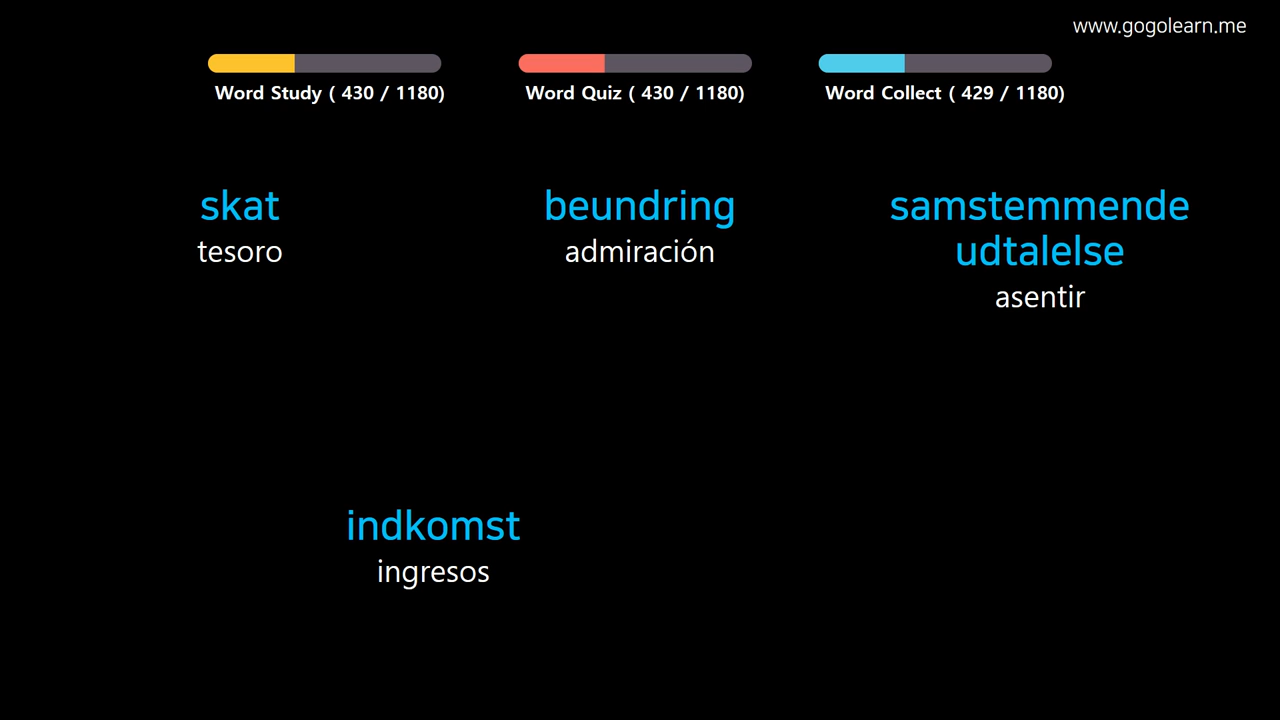 www.gogolearn.me
Word Study ( 430 / 1180)
Word Quiz ( 430 / 1180)
Word Collect ( 429 / 1180)
skat
tesoro
beundring
admiración
samstemmende
udtalelse
asentir
indkomst
ingresos